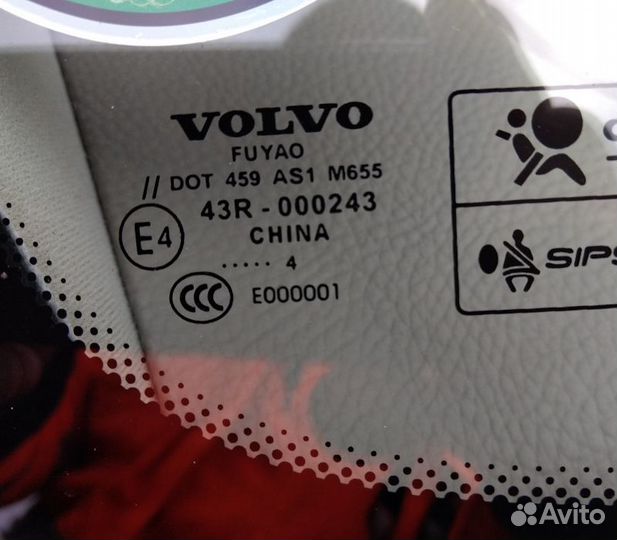 VOLVO
FUYAO
// DOT 459 AS1 M655
43R - 000243
E4
CHINA
..... 4
CCC E000001
SIPS
Avito